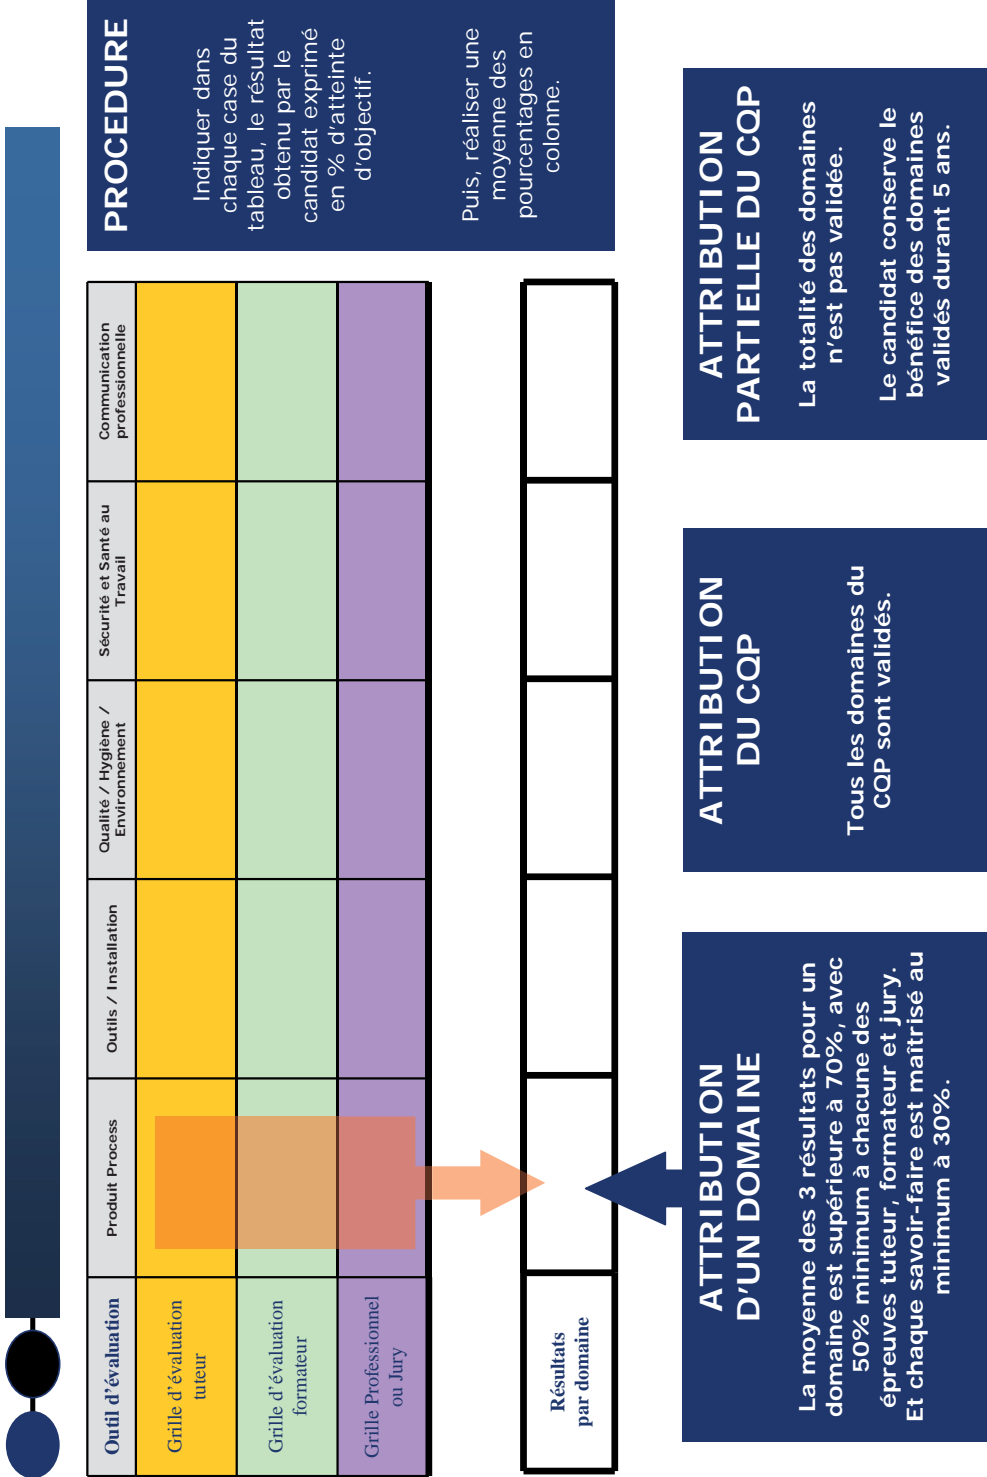 Outil d'évaluation
Produit Process
Outils / Installation
Qualité / Hygiène /
Environnement
Sécurité et Santé au
Travail
Communication
professionnelle
Grille d'évaluation
tuteur
Grille d'évaluation
formateur
Grille Professionnel
ou Jury
PROCEDURE
Indiquer dans
chaque case du
tableau, le résultat
obtenu par le
candidat exprimé
en % d'atteinte
d'objectif.
Puis, réaliser une
moyenne des
pourcentages en
colonne.
Résultats
par domaine
ATTRIBUTION
D'UN DOMAINE
La moyenne des 3 résultats pour un
domaine est supérieure à 70%, avec
50% minimum à chacune des
épreuves tuteur, formateur et jury.
Et chaque savoir-faire est maîtrisé au
minimum à 30%.
ATTRIBUTION
DU CQP
Tous les domaines du
CQP sont validés.
ATTRIBUTION
PARTIELLE DU CQP
La totalité des domaines
n'est pas validée.
Le candidat conserve le
bénéfice des domaines
validés durant 5 ans.